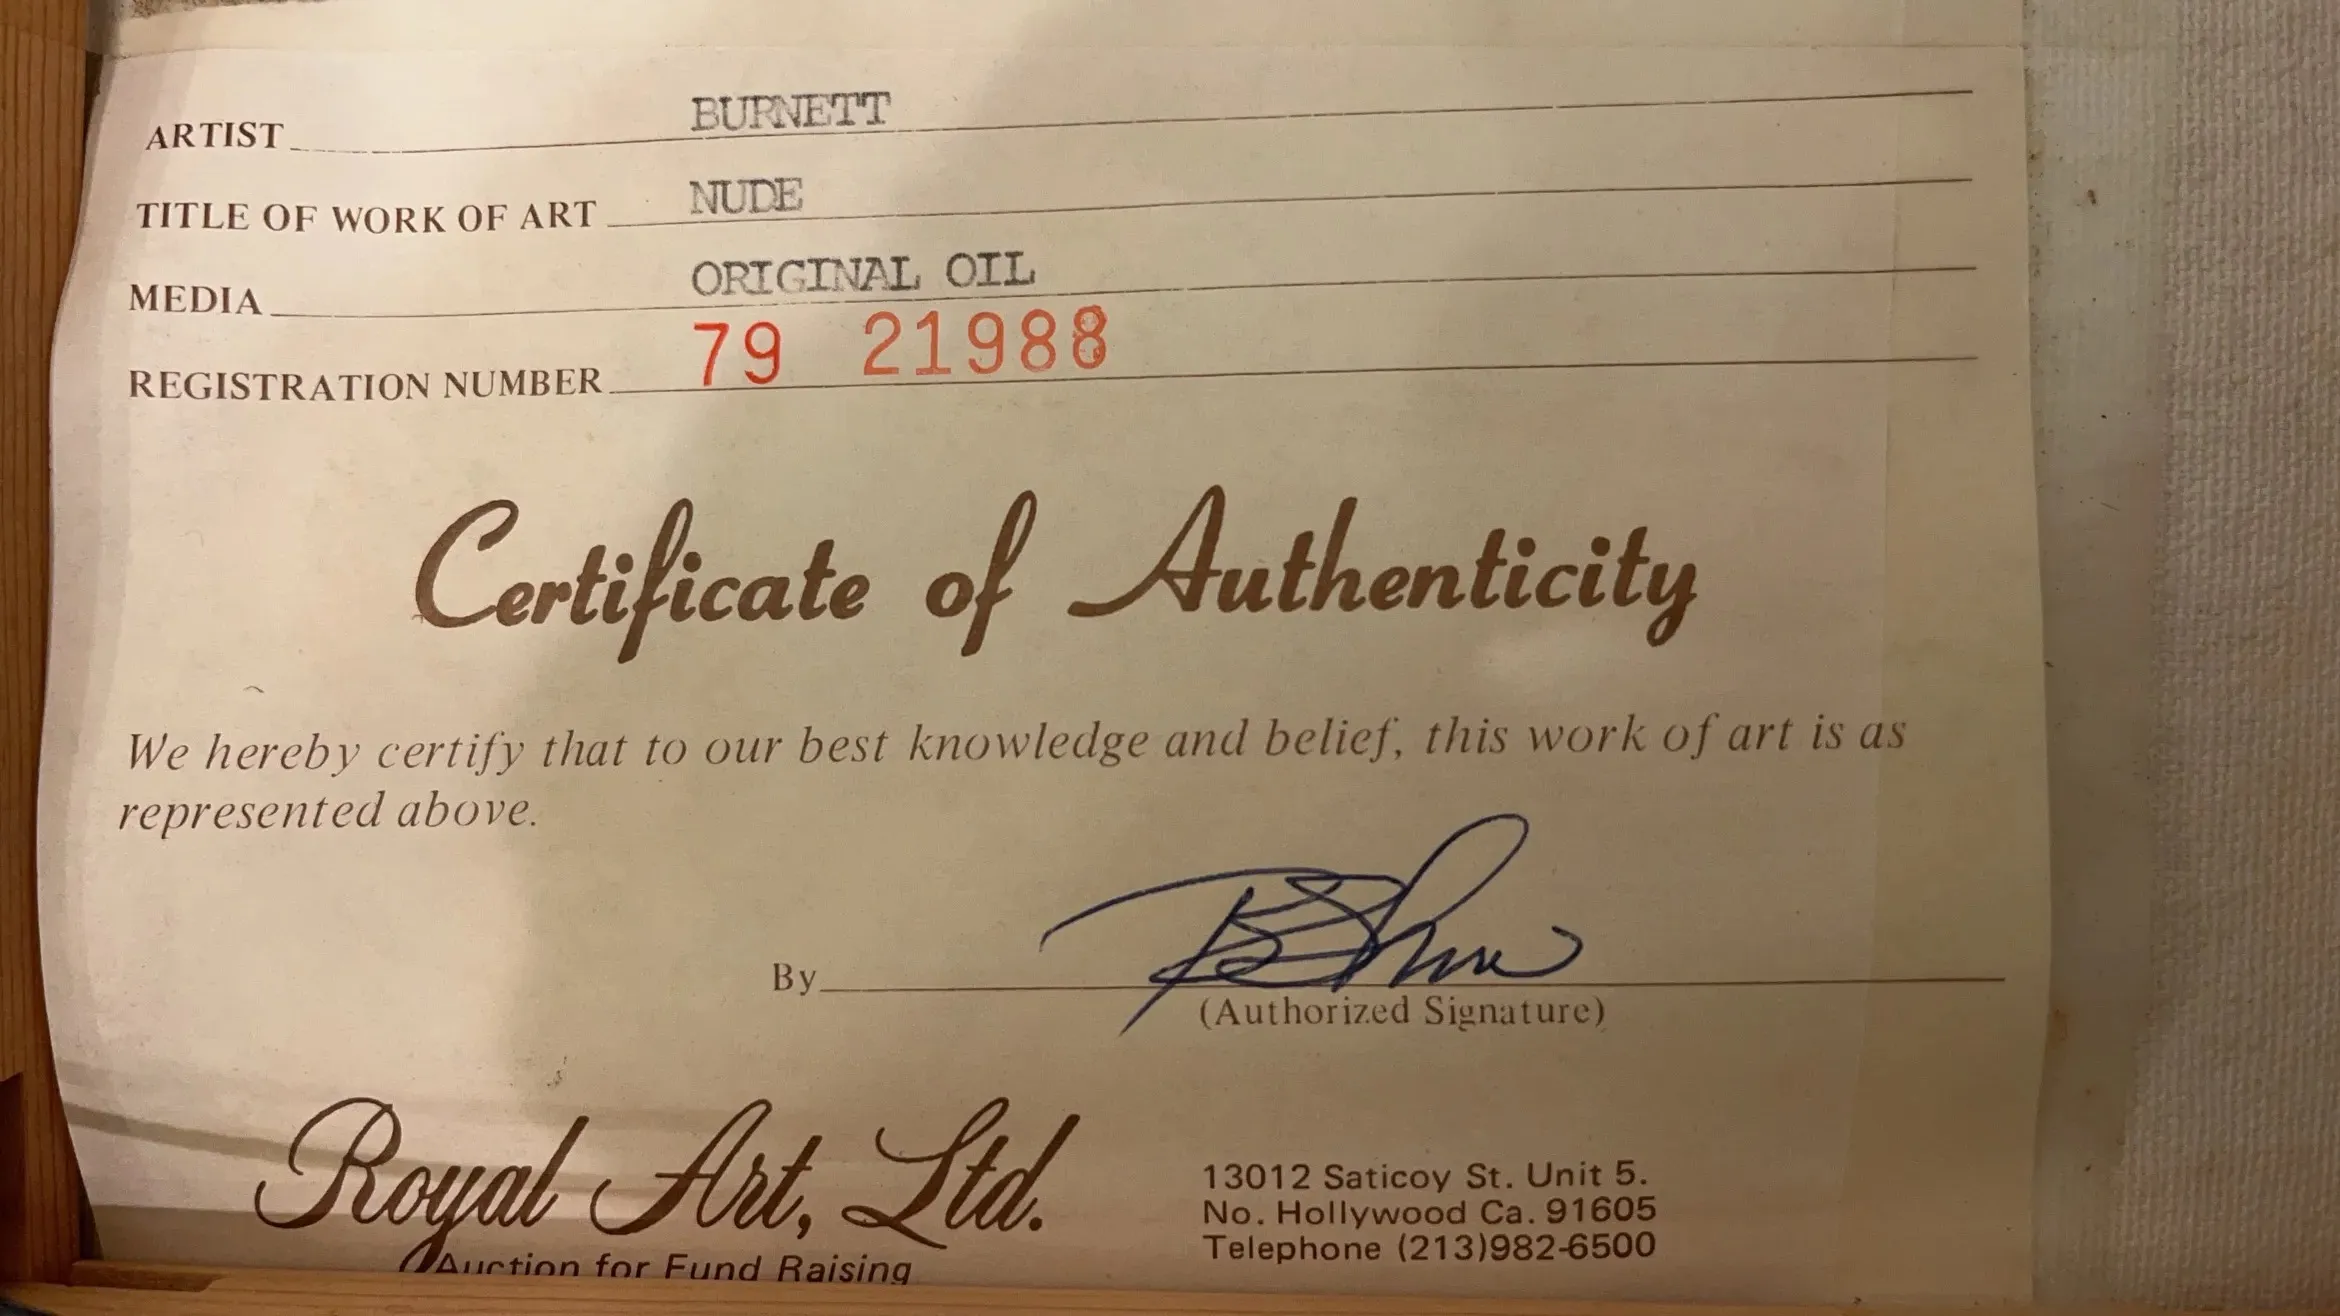 ARTIST BURNETT
TITLE OF WORK OF ART NUDE
MEDIA ORIGINAL OIL
REGISTRATION NUMBER 79 21988
Certificate of Authenticity
We hereby certify that to our best knowledge and belief, this work of art is as
represented above.
By
(Authorized Signature)
Royal Art, Ltd.
Auction for Fund Raising
13012 Saticoy St. Unit 5.
No. Hollywood Ca. 91605
Telephone (213)982-6500